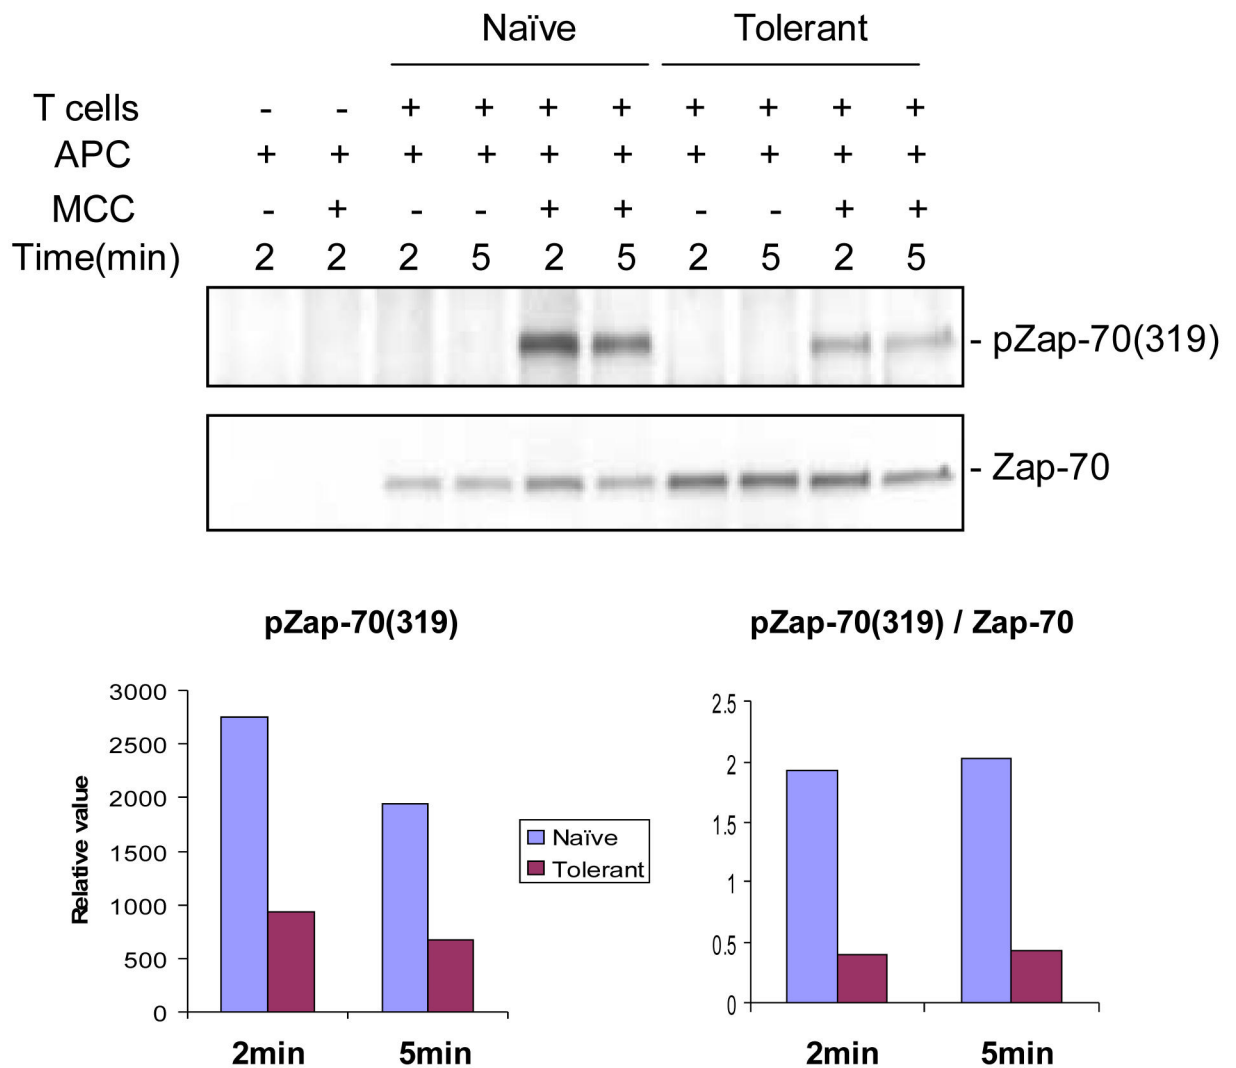 Naïve Tolerant
T cells - - + + + + + + + +
APC + + + + + + + + + +
MCC - + - - + + - - + +
Time(min) 2 2 2 5 2 5 2 5 2 5
- pZap-70(319)
- Zap-70
pZap-70(319)
3000
2500
2000
1500
1000
500
0
Relative value
2min 5min
Naïve
Tolerant
pZap-70(319) / Zap-70
2.5
2
1.5
1
0.5
0
2min 5min